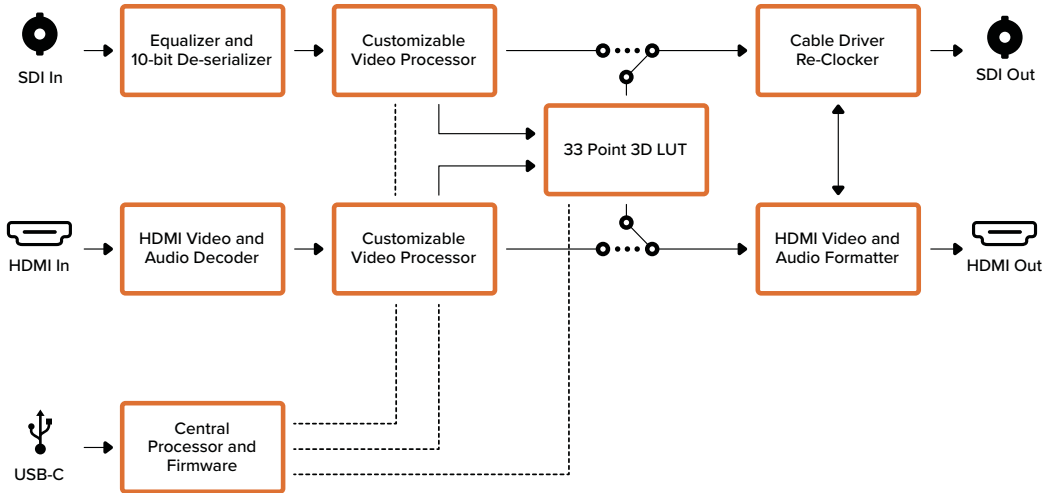 SDI In
Equalizer and
10-bit De-serializer
Customizable
Video Processor
Cable Driver
Re-Clocker
SDI Out
33 Point 3D LUT
HDMI In
HDMI Video and
Audio Decoder
Customizable
Video Processor
HDMI Video and
Audio Formatter
HDMI Out
USB-C
Central
Processor and
Firmware